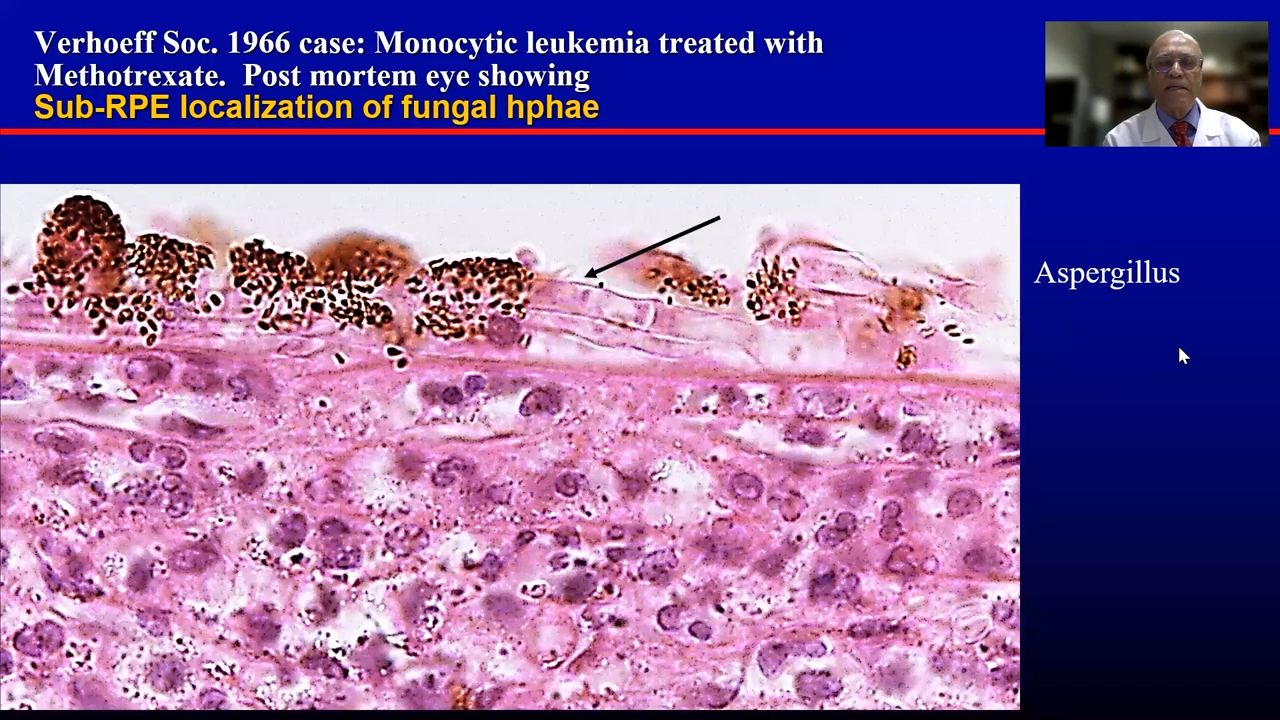 Verhoeff Soc. 1966 case: Monocytic leukemia treated with
Methotrexate.  Post mortem eye showing
Sub-RPE localization of fungal hphae
Aspergillus